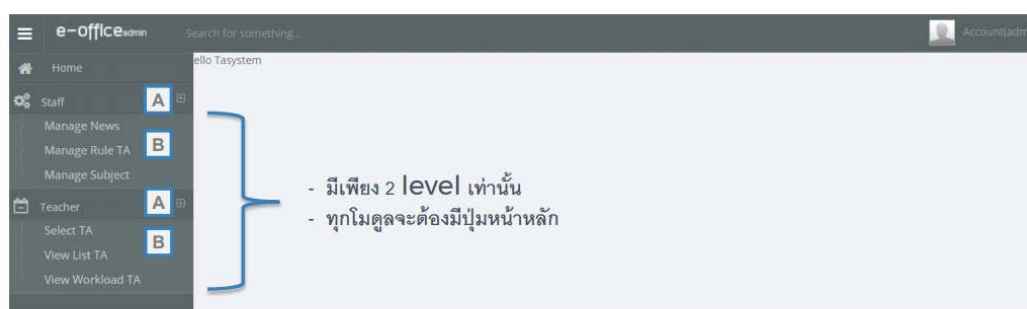 e-office admin Search for something... Account(adm
Home
ello Tasystem
Staff A
Manage News
Manage Rule TA B
Manage Subject
- มีเพียง 2 level เท่านั้น
Teacher A
- ทุกโมดูลจะต้องมีปุ่มหน้าหลัก
Select TA
B
View List TA
View Workload TA